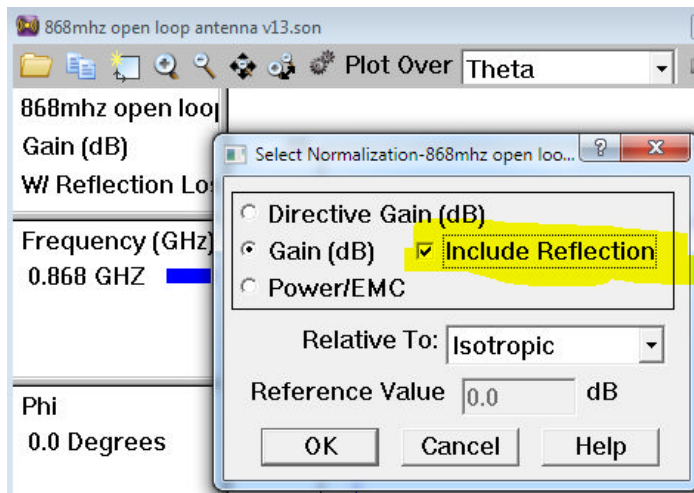 868mhz open loop antenna v13.son
Plot Over Theta
868mhz open loop
Gain (dB)
W/ Reflection Lo
Select Normalization-868mhz open loo...
Directive Gain (dB)
Gain (dB) Include Reflection
Power/EMC
Relative To: Isotropic
Reference Value 0.0 dB
OK Cancel Help
Frequency (GHz)
0.868 GHZ
Phi
0.0 Degrees